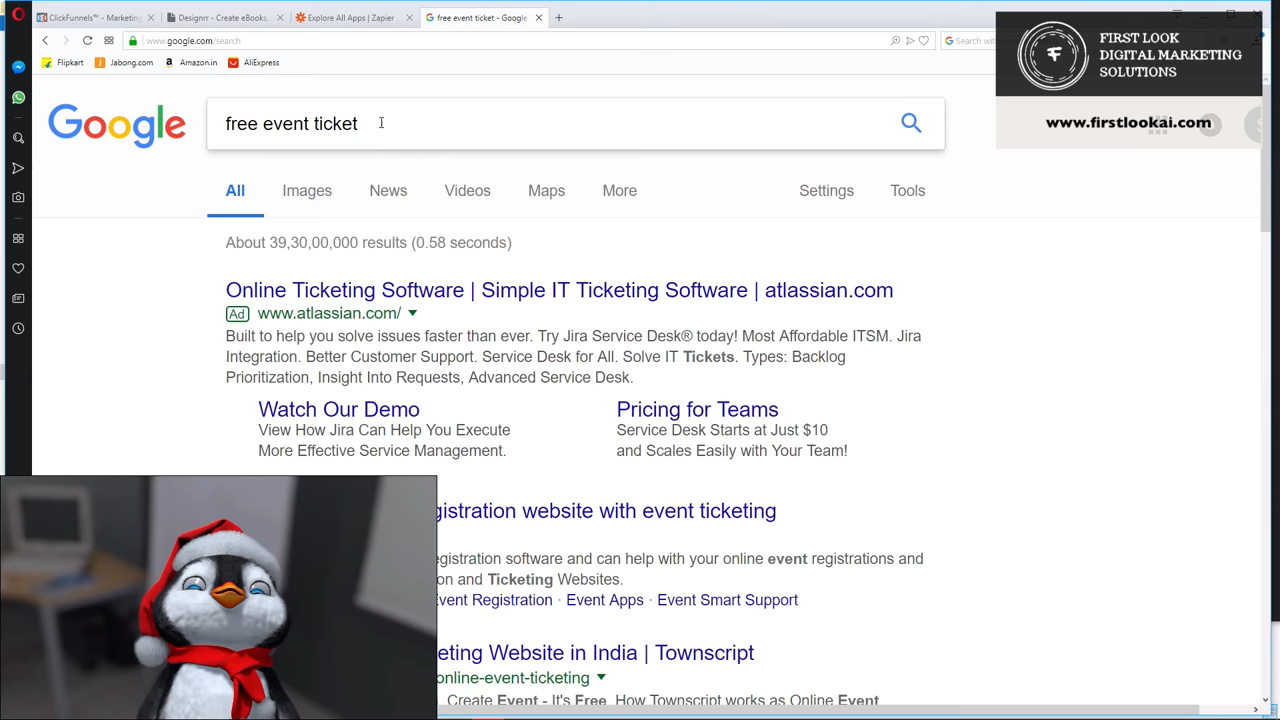 ClickFunnels™ - Marketing
Designrr - Create eBooks,
Explore All Apps | Zapier
free event ticket - Google
www.google.com/search
Search with
Flipkart
Jabong.com
Amazon.in
AliExpress
FIRST LOOK
DIGITAL MARKETING
SOLUTIONS
www.firstlookai.com
Google
free event ticket
All
Images
News
Videos
Maps
More
Settings
Tools
About 39,30,00,000 results (0.58 seconds)
Online Ticketing Software | Simple IT Ticketing Software | atlassian.com
Ad www.atlassian.com/
Built to help you solve issues faster than ever. Try Jira Service Desk® today! Most Affordable ITSM. Jira
Integration. Better Customer Support. Service Desk for All. Solve IT Tickets. Types: Backlog
Prioritization, Insight Into Requests, Advanced Service Desk.
Watch Our Demo
View How Jira Can Help You Execute
More Effective Service Management.
Pricing for Teams
Service Desk Starts at Just $10
and Scales Easily with Your Team!
gistration website with event ticketing
egistration software and can help with your online event registrations and
on and Ticketing Websites.
Event Registration · Event Apps · Event Smart Support
eting Website in India | Townscript
online-event-ticketing
Create Event - It's Free. How Townscript works as Online Event